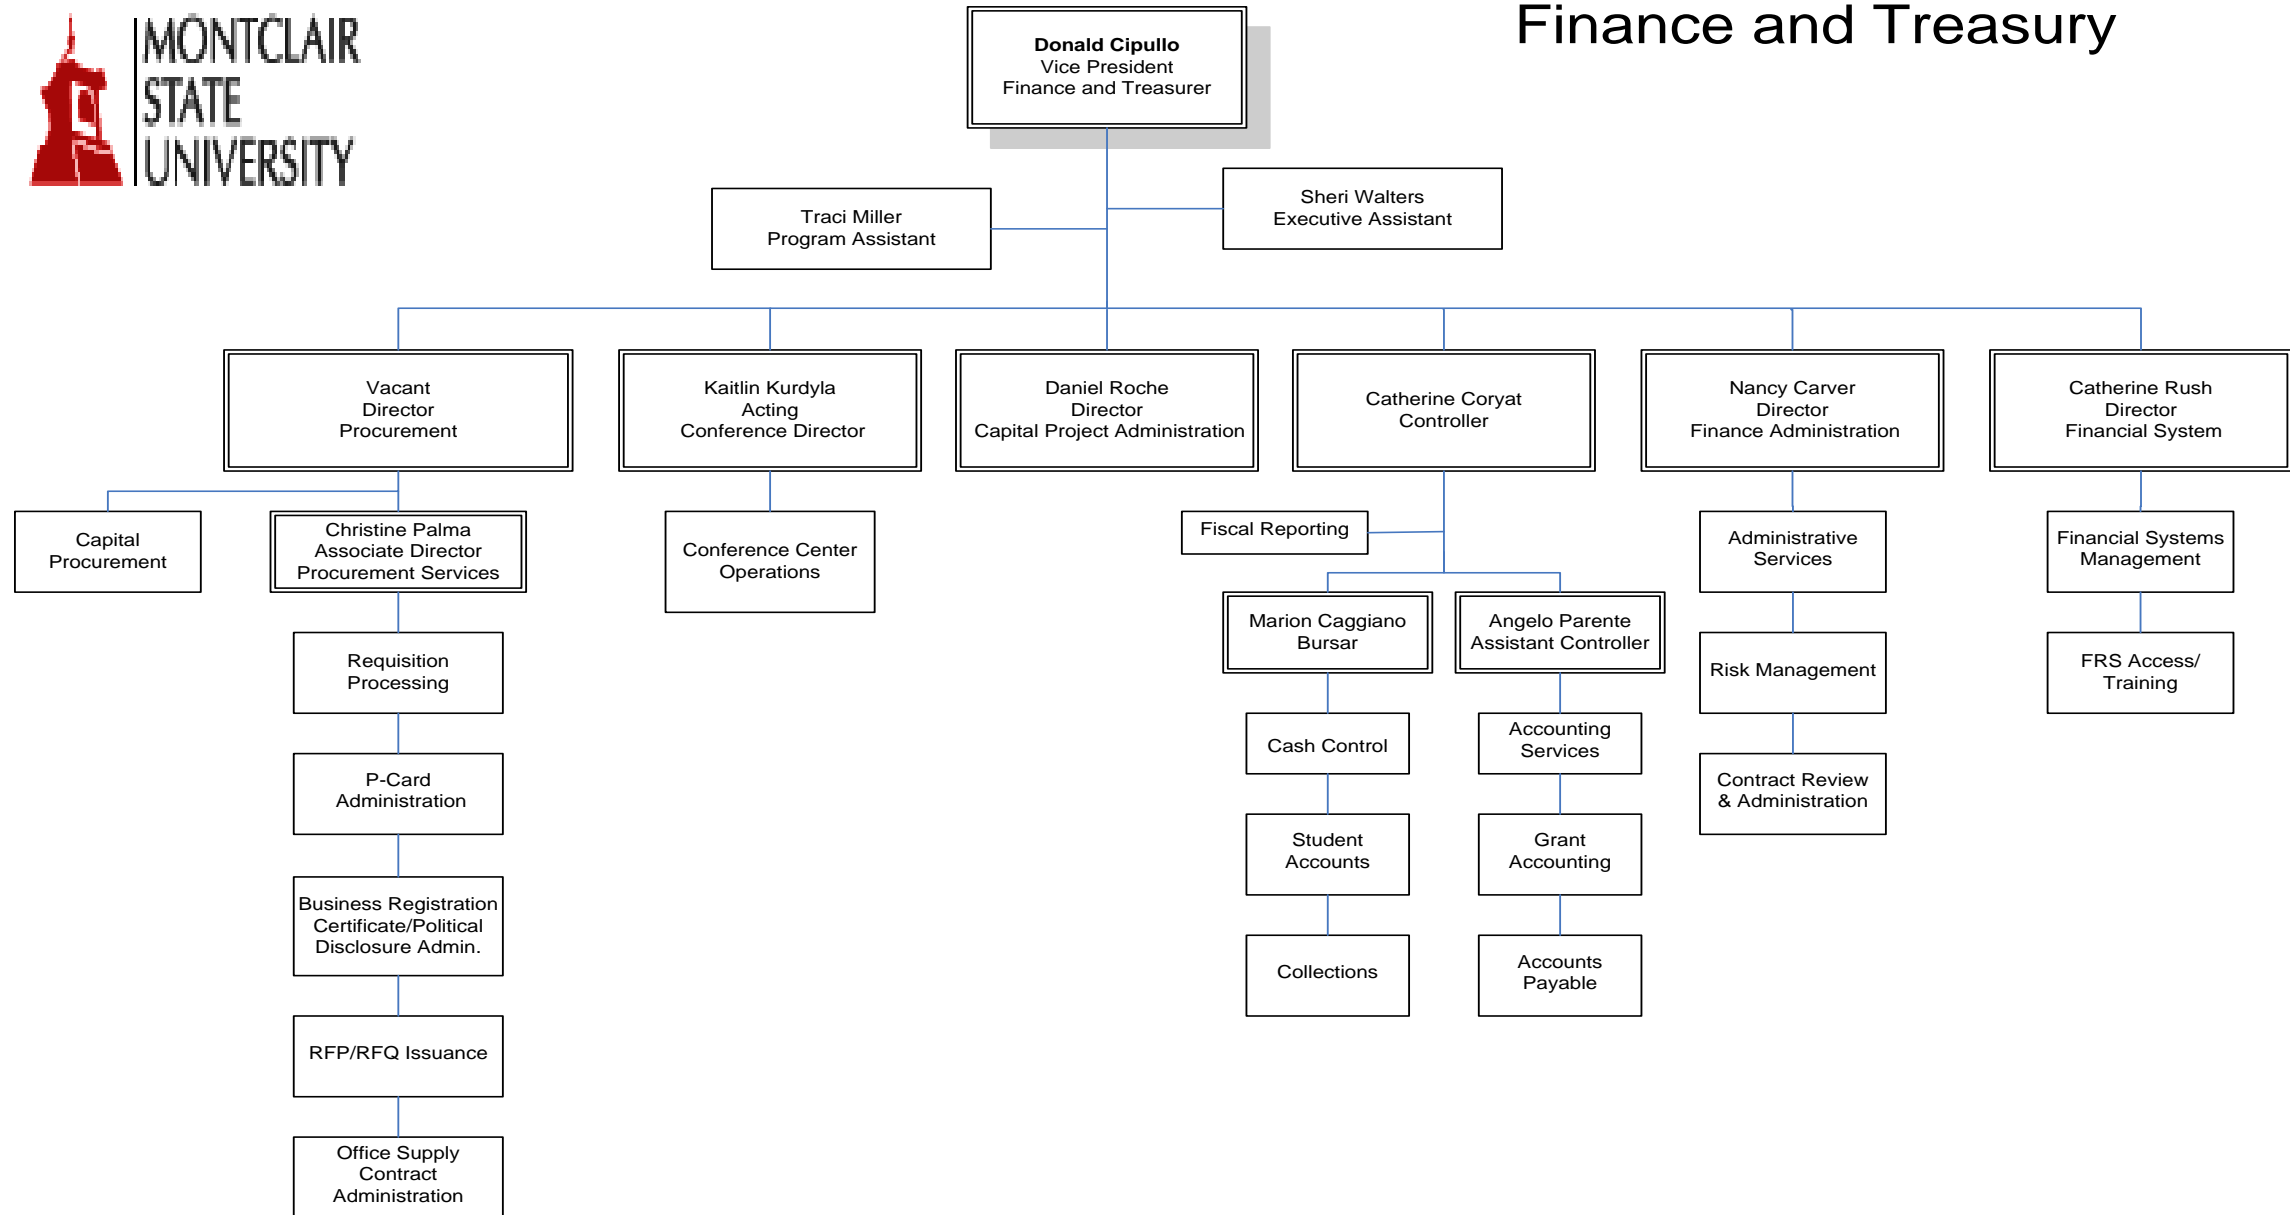 MONTCLAIR
STATE
UNIVERSITY
Finance and Treasury
Donald Cipullo
Vice President
Finance and Treasurer
Traci Miller
Program Assistant
Sheri Walters
Executive Assistant
Vacant
Director
Procurement
Kaitlin Kurdyla
Acting
Conference Director
Daniel Roche
Director
Capital Project Administration
Catherine Coryat
Controller
Nancy Carver
Director
Finance Administration
Catherine Rush
Director
Financial System
Capital
Procurement
Christine Palma
Associate Director
Procurement Services
Requisition
Processing
P-Card
Administration
Business Registration
Certificate/Political
Disclosure Admin.
RFP/RFQ Issuance
Office Supply
Contract
Administration
Conference Center
Operations
Fiscal Reporting
Marion Caggiano
Bursar
Cash Control
Student
Accounts
Collections
Angelo Parente
Assistant Controller
Accounting
Services
Grant
Accounting
Accounts
Payable
Administrative
Services
Risk Management
Contract Review
& Administration
Financial Systems
Management
FRS Access/
Training